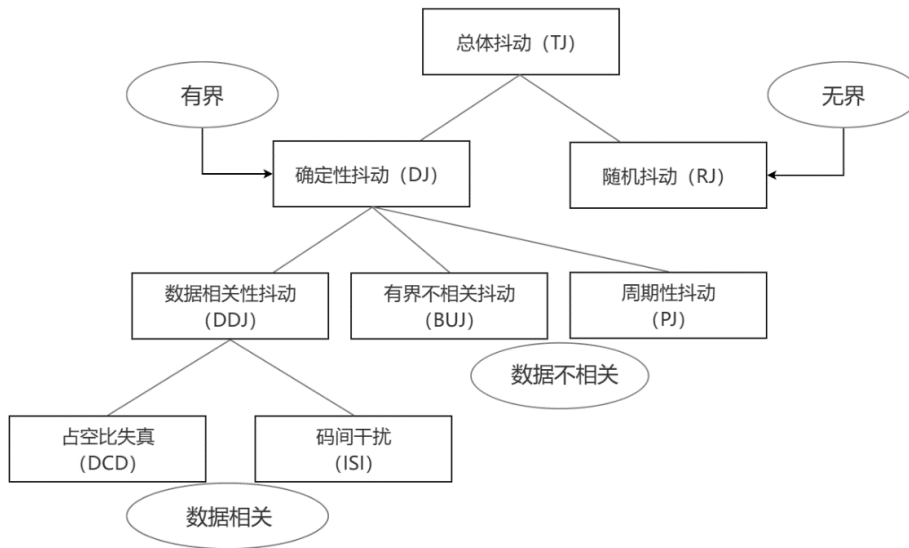 总体抖动（TJ）
有界
无界
确定性抖动（DJ）
随机抖动（RJ）
数据相关性抖动
（DDJ）
有界不相关抖动
（BUJ）
周期性抖动
（PJ）
数据不相关
占空比失真
（DCD）
码间干扰
（ISI）
数据相关